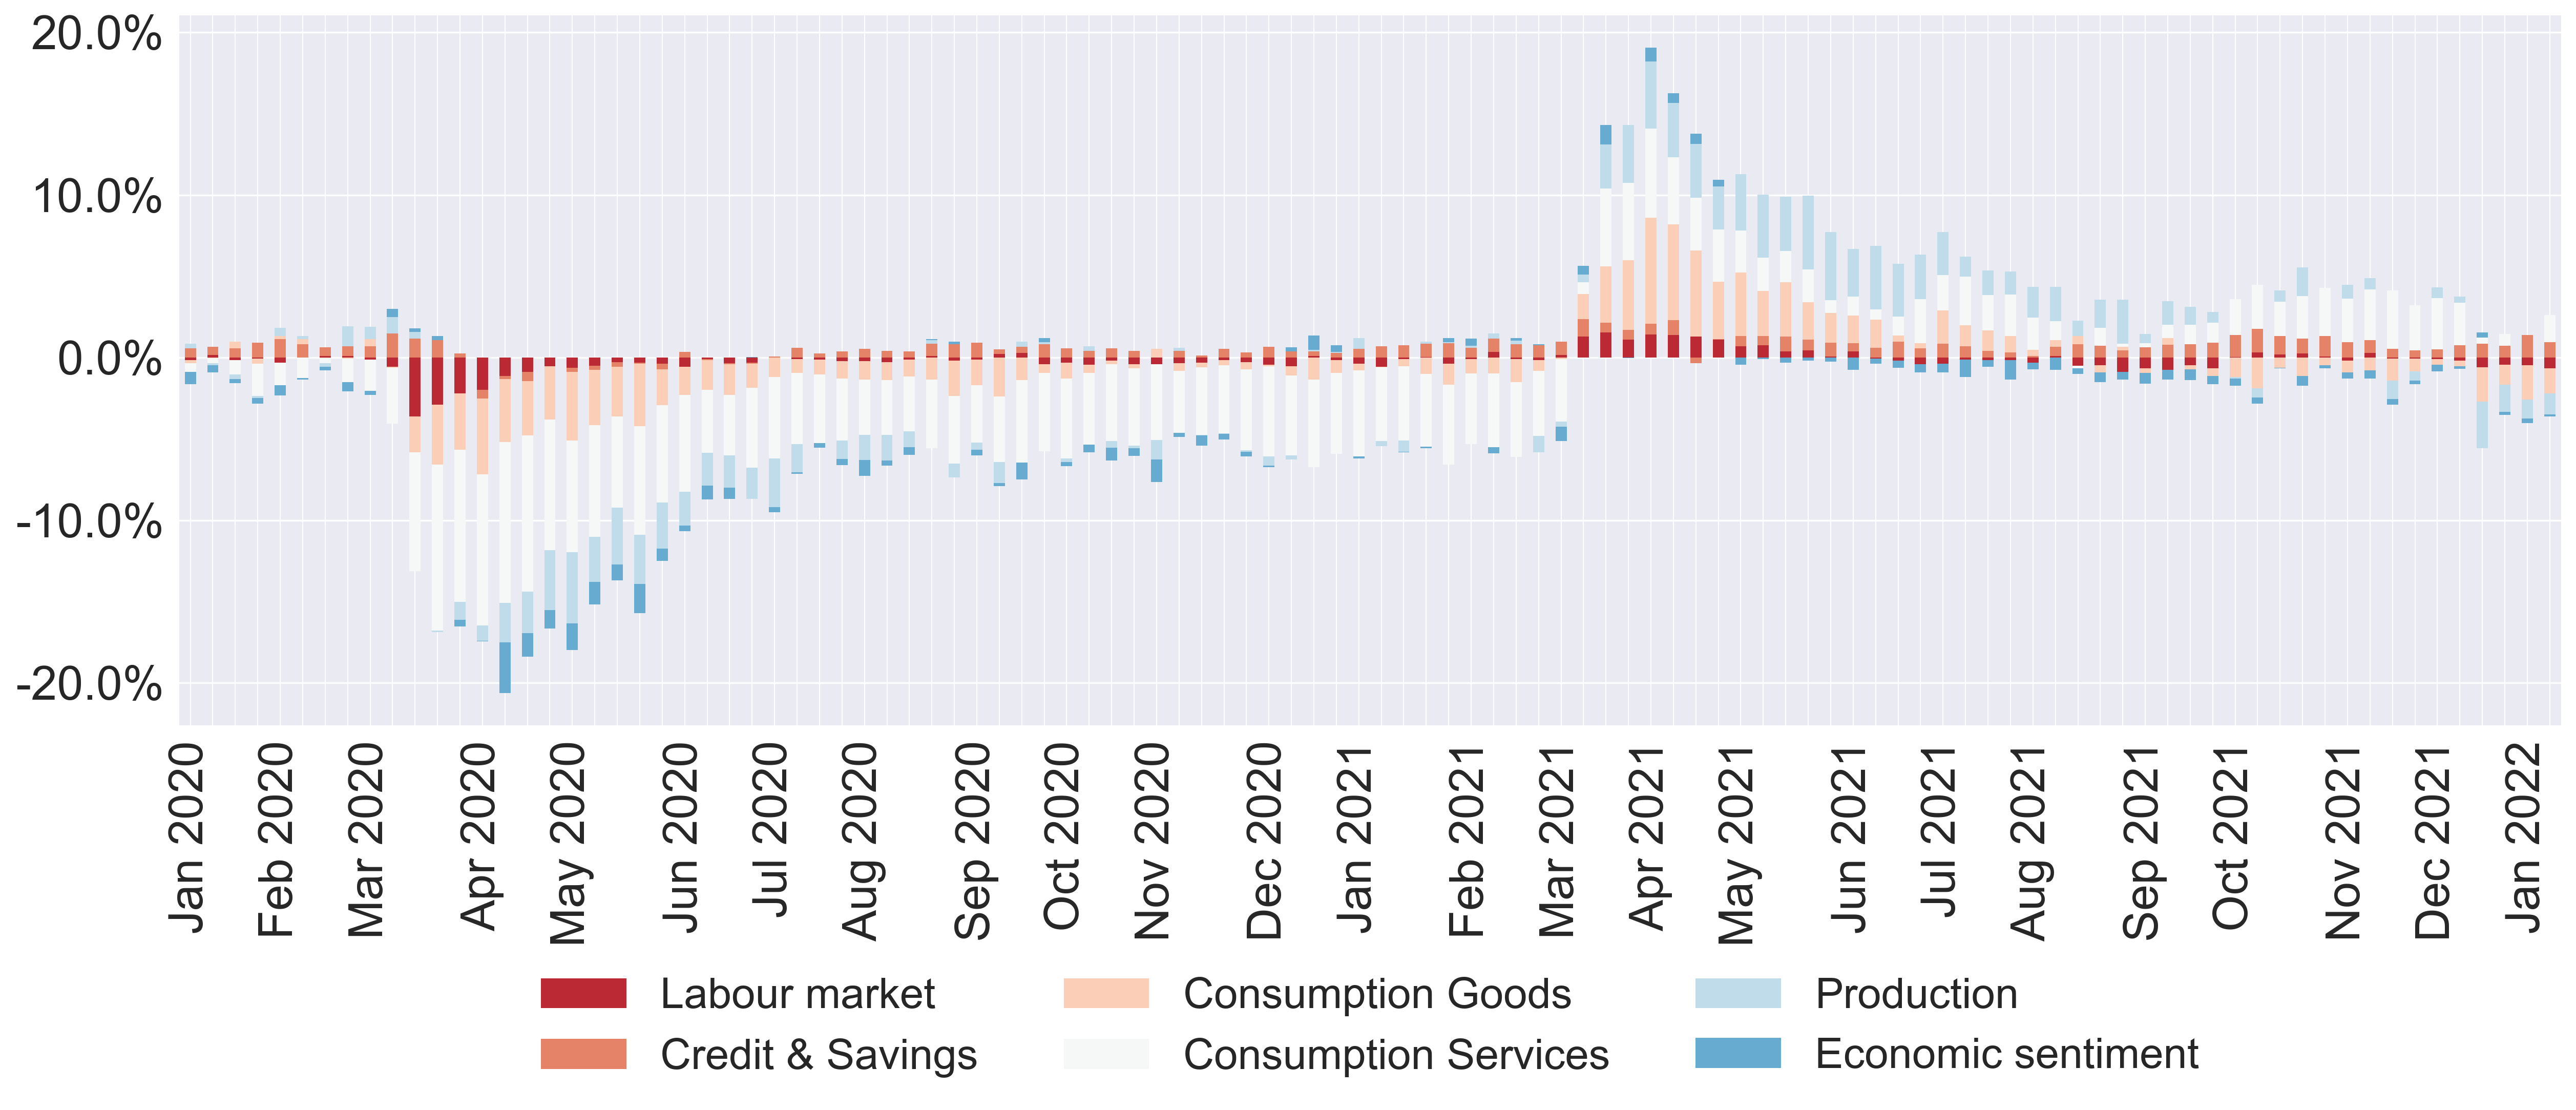 20.0%
10.0%
0.0%
-10.0%
-20.0%
Jan 2020
Feb 2020
Mar 2020
Apr 2020
May 2020
Jun 2020
Jul 2020
Aug 2020
Sep 2020
Oct 2020
Nov 2020
Dec 2020
Jan 2021
Feb 2021
Mar 2021
Apr 2021
May 2021
Jun 2021
Jul 2021
Aug 2021
Sep 2021
Oct 2021
Nov 2021
Dec 2021
Jan 2022
Labour market
Credit & Savings
Consumption Goods
Consumption Services
Production
Economic sentiment